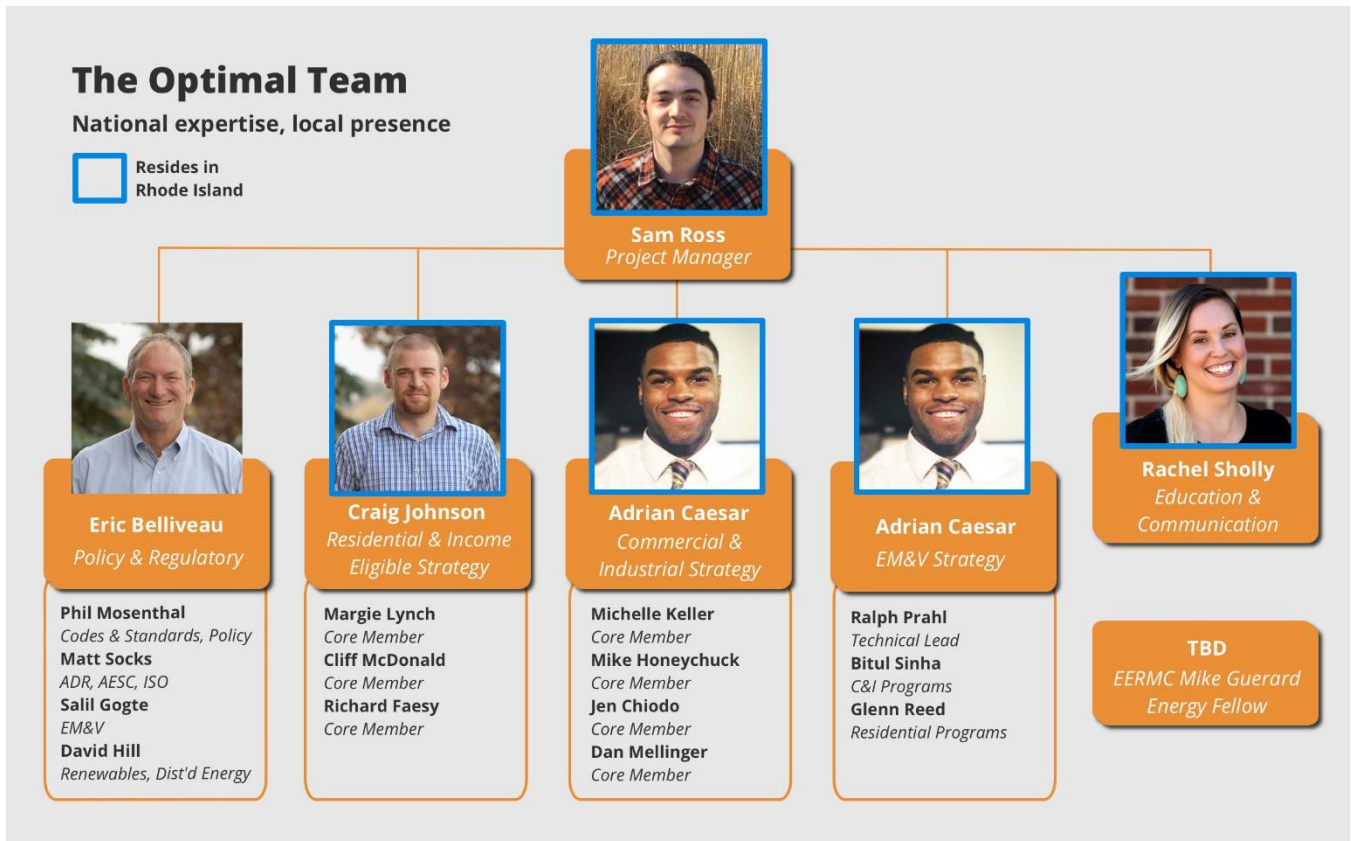 The Optimal Team
National expertise, local presence
Resides in
Rhode Island
Sam Ross
Project Manager
Eric Belliveau
Policy & Regulatory
Phil Mosenthal
Codes & Standards, Policy
Matt Socks
ADR, AESC, ISO
Salil Gogte
EM&V
David Hill
Renewables, Dist'd Energy
Craig Johnson
Residential & Income
Eligible Strategy
Margie Lynch
Core Member
Cliff McDonald
Core Member
Richard Faesy
Core Member
Adrian Caesar
Commercial &
Industrial Strategy
Michelle Keller
Core Member
Mike Honeychuck
Core Member
Jen Chiodo
Core Member
Dan Mellinger
Core Member
Adrian Caesar
EM&V Strategy
Ralph Prahl
Technical Lead
Bitul Sinha
C&I Programs
Glenn Reed
Residential Programs
Rachel Sholly
Education &
Communication
TBD
EERMC Mike Guerard
Energy Fellow